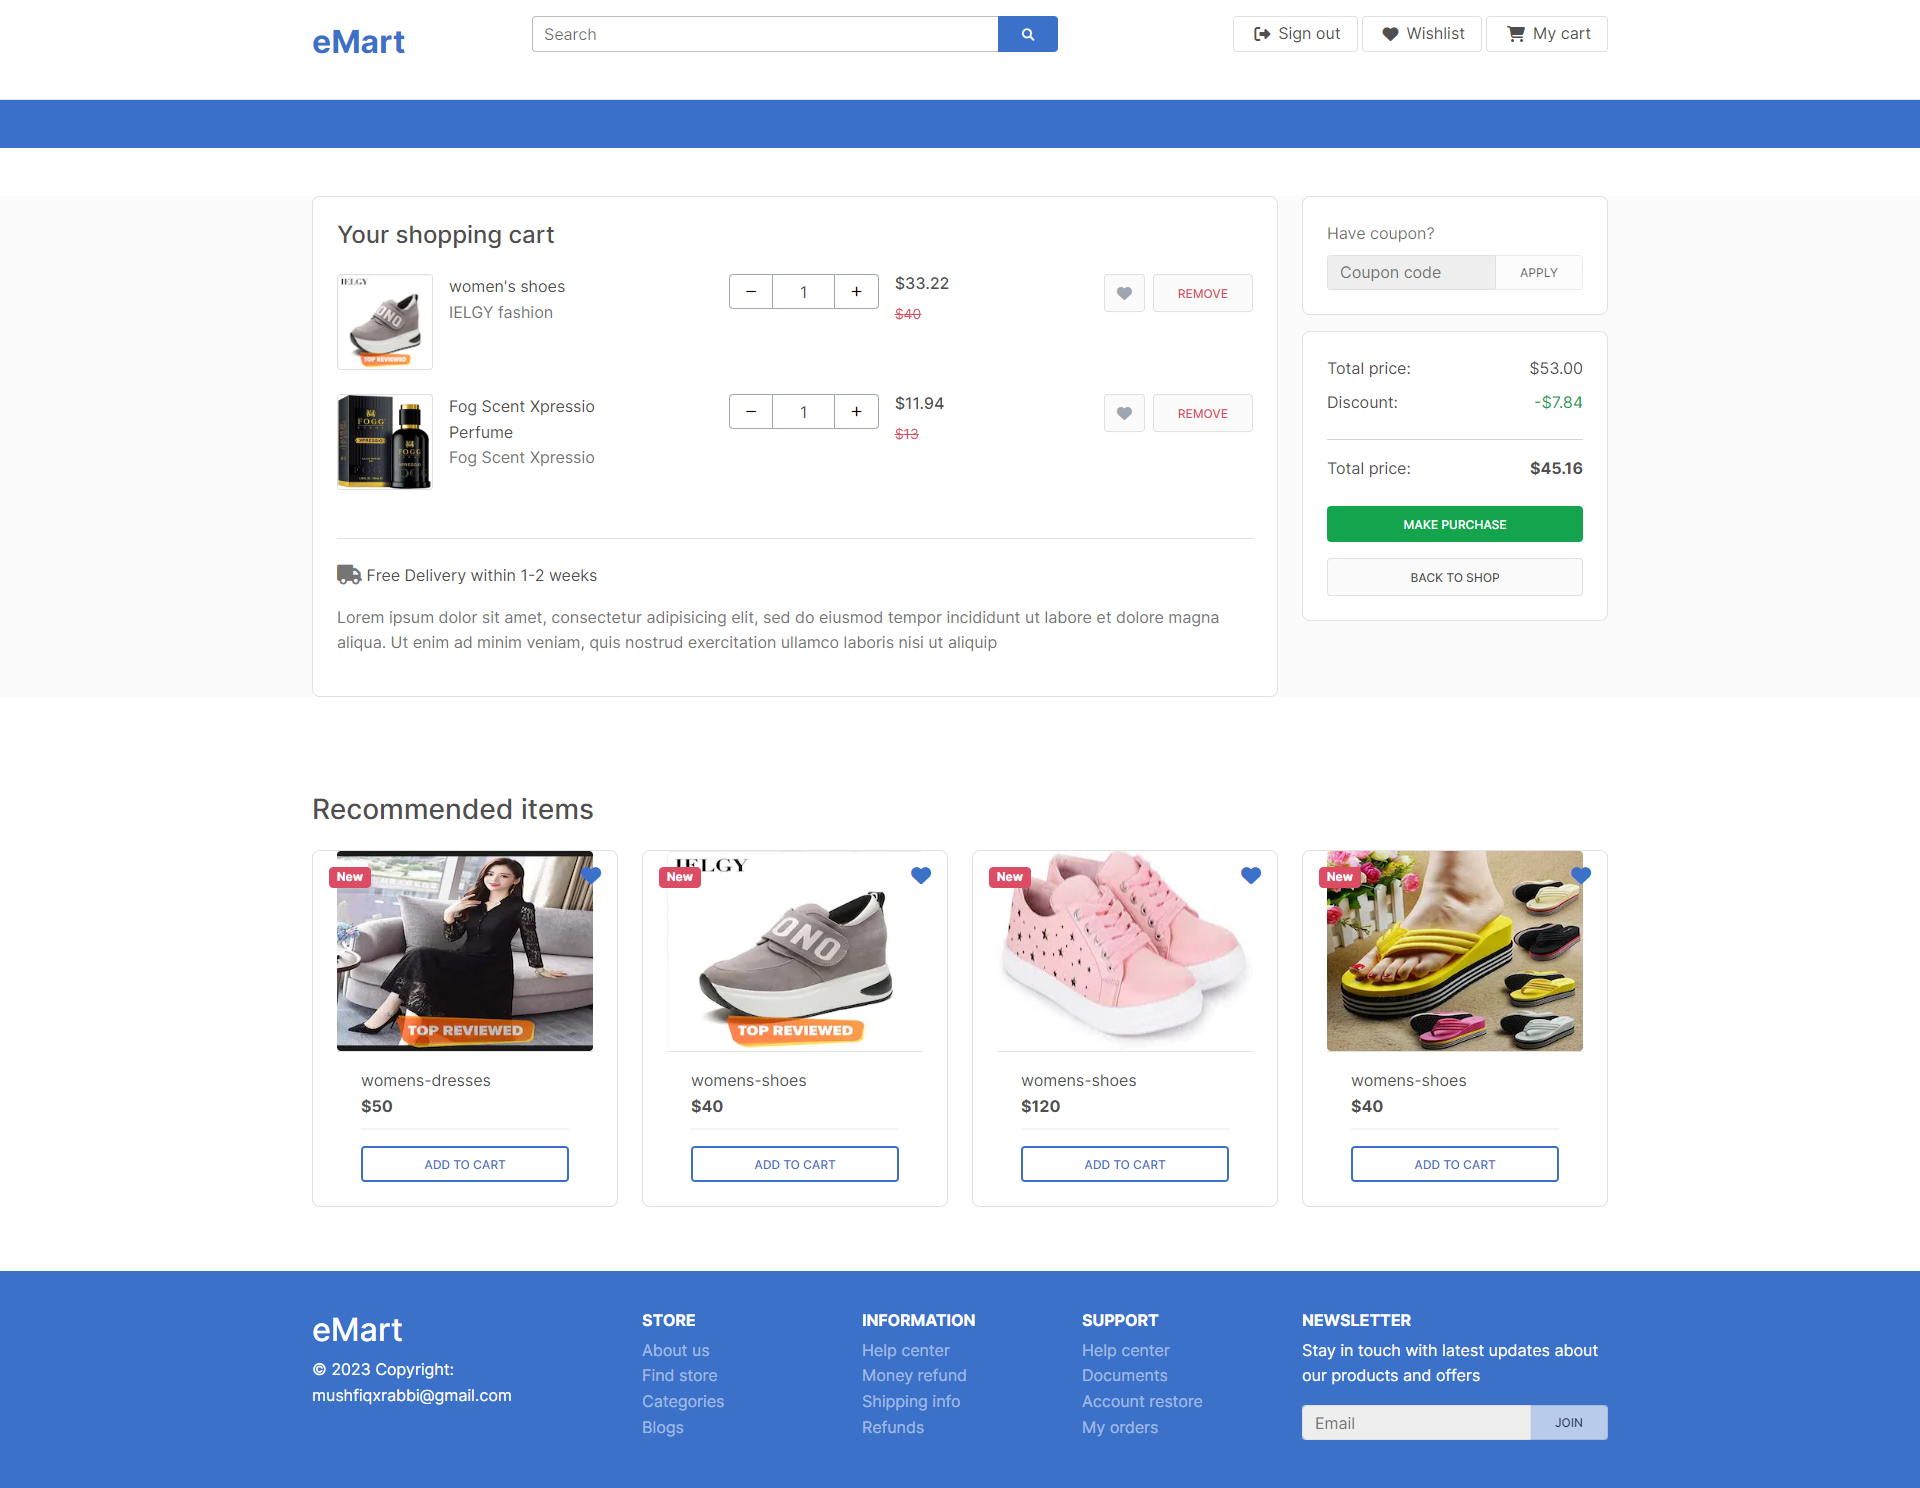 eMart
Search
Sign out
Wishlist
My cart
Your shopping cart
IELGY
ONO
TOP REVIEWED
women's shoes
IELGY fashion
− 1 +
$33.22
$40
REMOVE
FOGG
XPRESSIO
Fog Scent Xpressio
Perfume
Fog Scent Xpressio
− 1 +
$11.94
$13
REMOVE
Free Delivery within 1-2 weeks
Lorem ipsum dolor sit amet, consectetur adipisicing elit, sed do eiusmod tempor incididunt ut labore et dolore magna
aliqua. Ut enim ad minim veniam, quis nostrud exercitation ullamco laboris nisi ut aliquip
Have coupon?
Coupon code
APPLY
Total price: $53.00
Discount: -$7.84
Total price: $45.16
MAKE PURCHASE
BACK TO SHOP
Recommended items
New
TOP REVIEWED
womens-dresses
$50
ADD TO CART
New
IELGY
ONO
TOP REVIEWED
womens-shoes
$40
ADD TO CART
New
womens-shoes
$120
ADD TO CART
New
womens-shoes
$40
ADD TO CART
eMart
© 2023 Copyright:
mushfiqxrabbi@gmail.com
STORE
About us
Find store
Categories
Blogs
INFORMATION
Help center
Money refund
Shipping info
Refunds
SUPPORT
Help center
Documents
Account restore
My orders
NEWSLETTER
Stay in touch with latest updates about
our products and offers
Email
JOIN